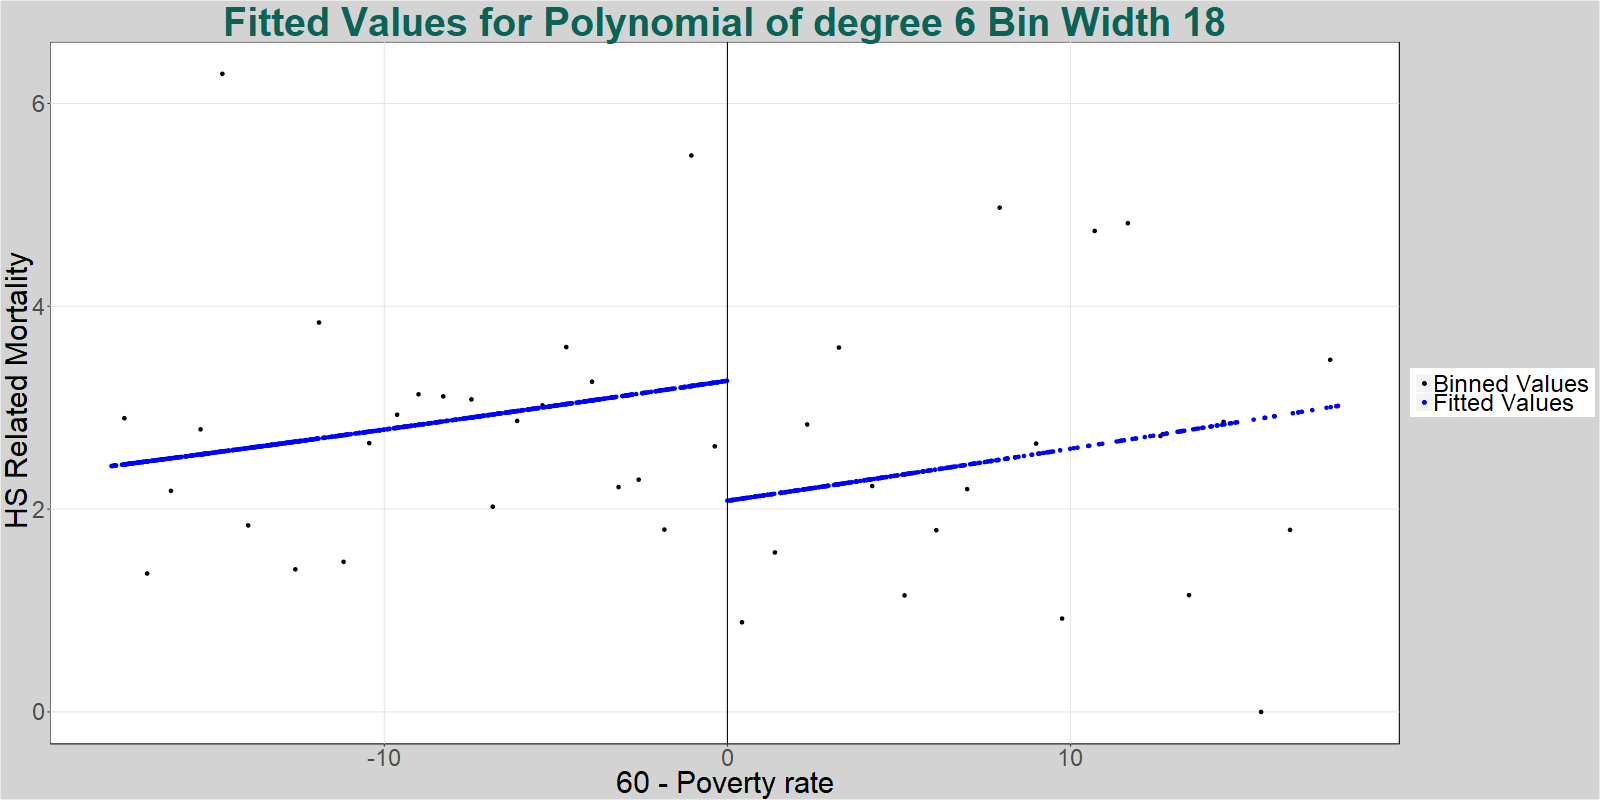 Fitted Values for Polynomial of degree 6 Bin Width 18
HS Related Mortality
6
4
2
0
-10
0
10
60 - Poverty rate
Binned Values
Fitted Values